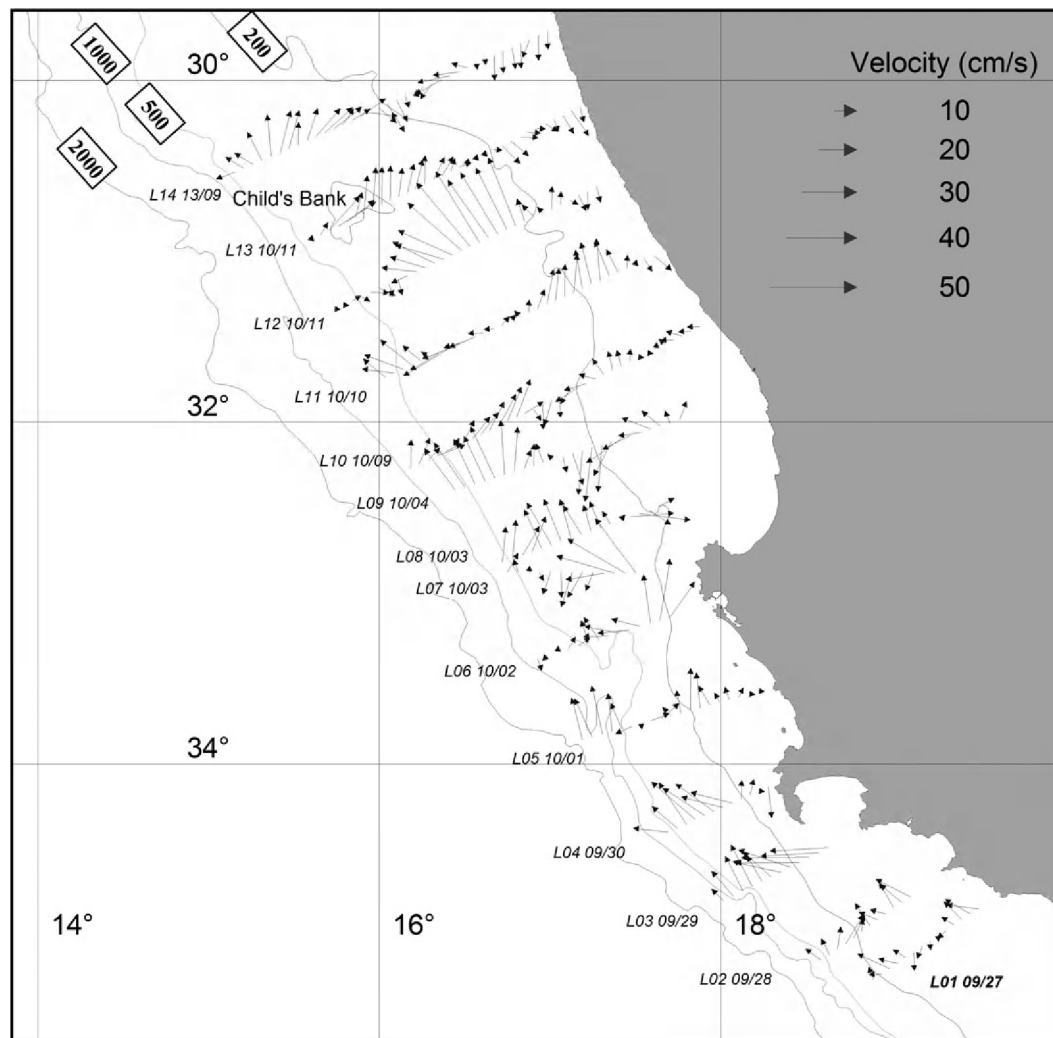 200
1000
30°
Velocity (cm/s)
500
10
2000
20
L14 13/09
Child's Bank
30
L13 10/11
40
50
L12 10/11
L11 10/10
32°
L10 10/09
L09 10/04
L08 10/03
L07 10/03
L06 10/02
34°
L05 10/01
L04 09/30
14°
16°
18°
L03 09/29
L02 09/28
L01 09/27